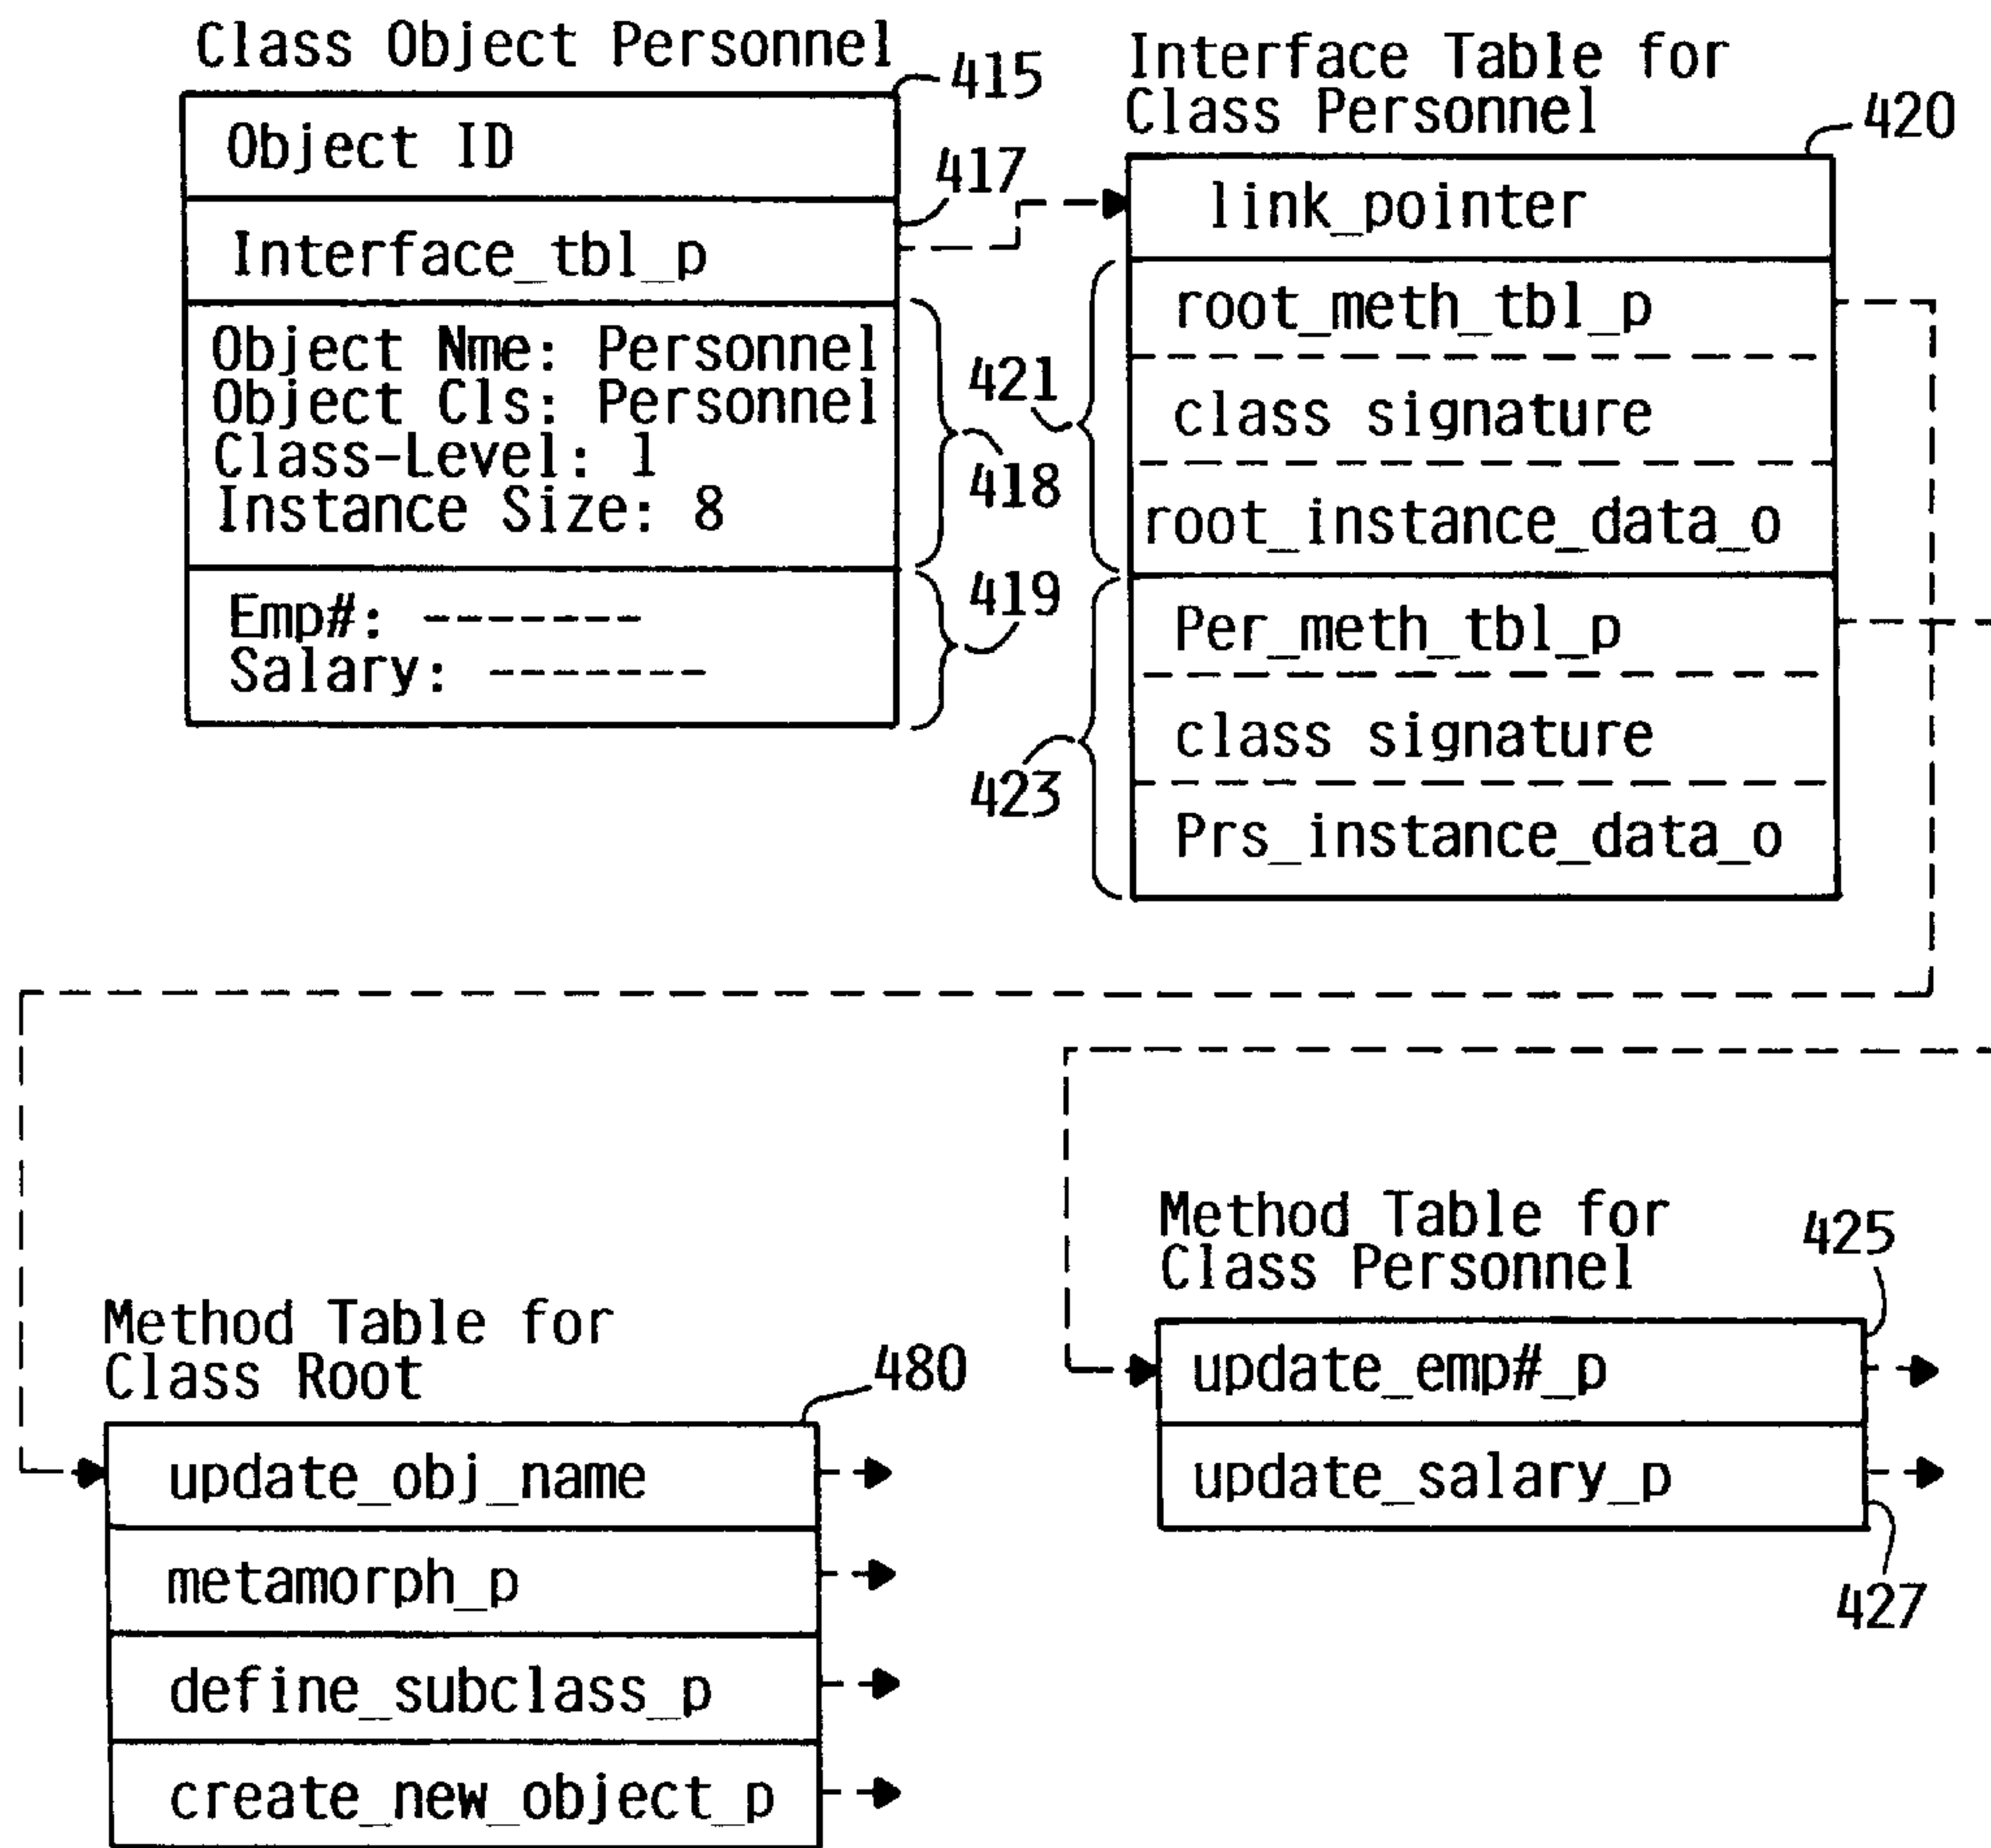 Class Object Personnel
415
Object ID
417
Interface_tbl_p
Object Nme: Personnel
Object Cls: Personnel
Class-Level: 1
Instance Size: 8
418
Emp#: -------
Salary: -------
419
Interface Table for
Class Personnel
420
link_pointer
421
root_meth_tbl_p
class signature
root_instance_data_o
423
Per_meth_tbl_p
class signature
Prs_instance_data_o
Method Table for
Class Root
480
update_obj_name
metamorph_p
define_subclass_p
create_new_object_p
Method Table for
Class Personnel
425
update_emp#_p
update_salary_p
427